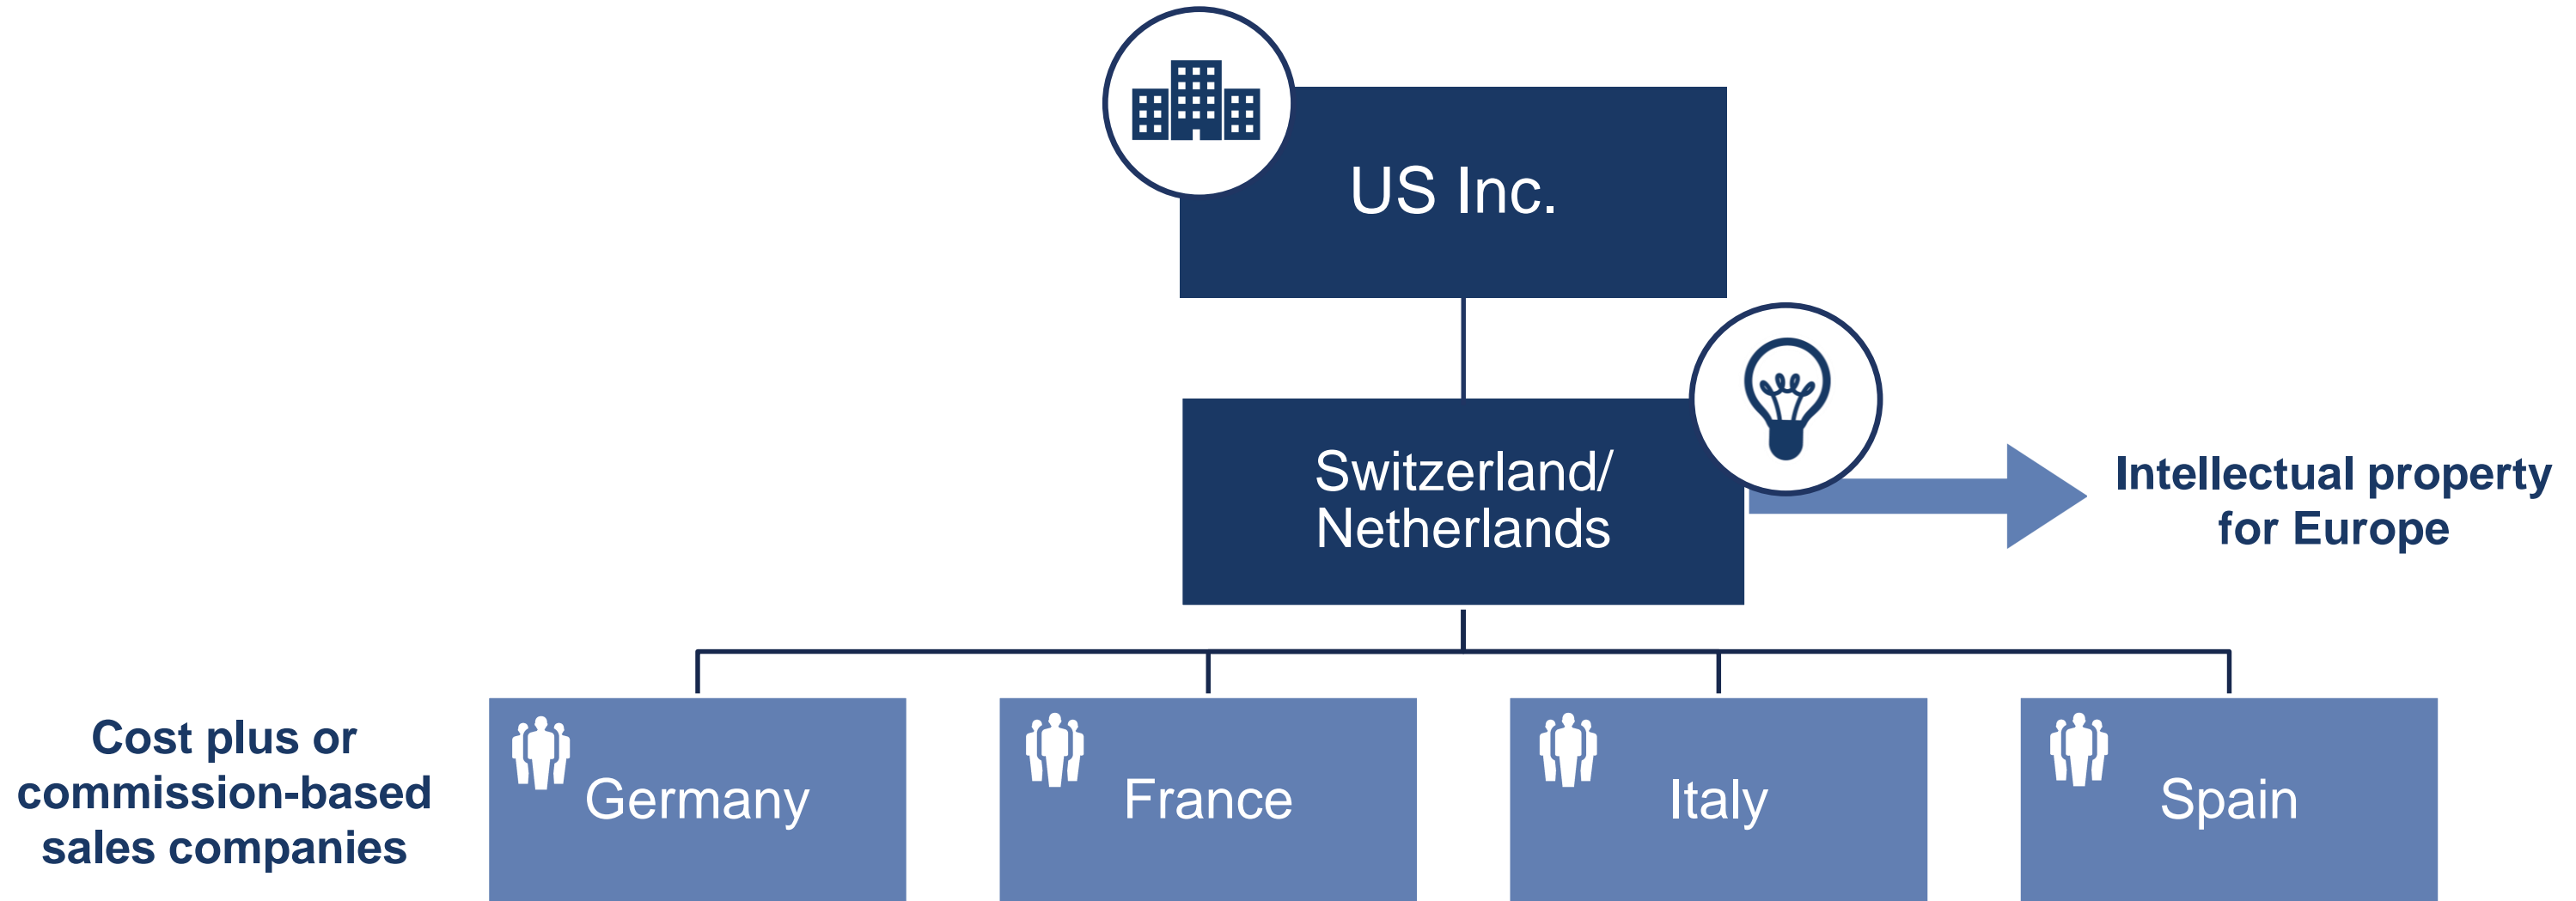 US Inc.
Switzerland/
Netherlands
Intellectual property
for Europe
Cost plus or
commission-based
sales companies
Germany
France
Italy
Spain